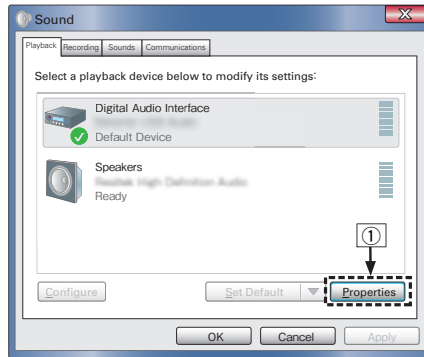 Sound
Playback Recording Sounds Communications
Select a playback device below to modify its settings:
Digital Audio Interface
Default Device
Speakers
Ready
①
Configure Set Default Properties
OK Cancel Apply